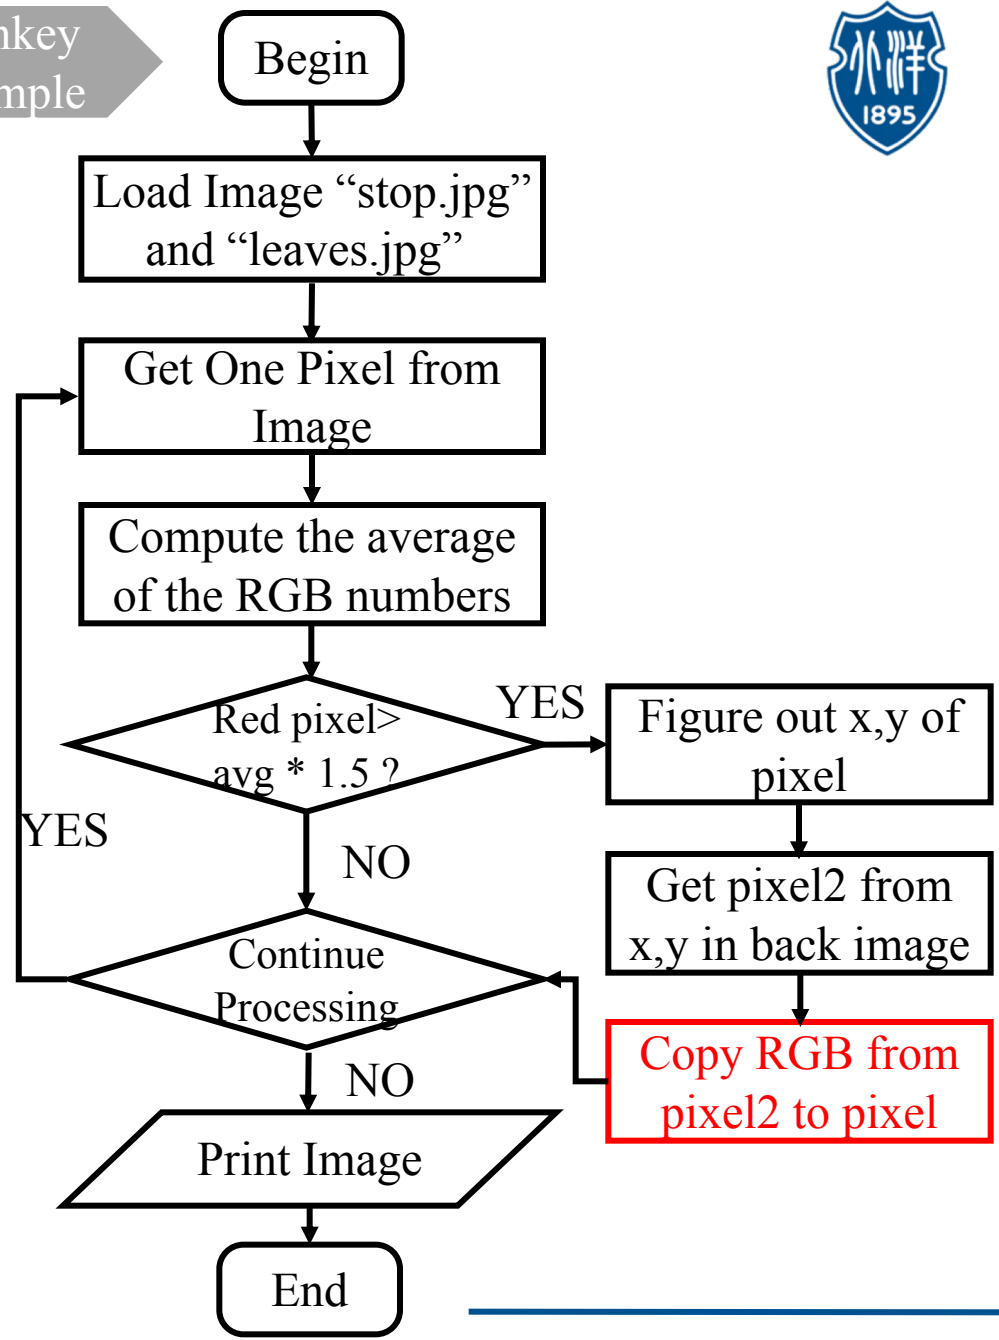 Begin
Load Image “stop.jpg”
and “leaves.jpg”
Get One Pixel from
Image
Compute the average
of the RGB numbers
Red pixel>
avg * 1.5 ?
YES
Figure out x,y of
pixel
YES
NO
Get pixel2 from
x,y in back image
Continue
Processing
Copy RGB from
pixel2 to pixel
NO
Print Image
End
1895